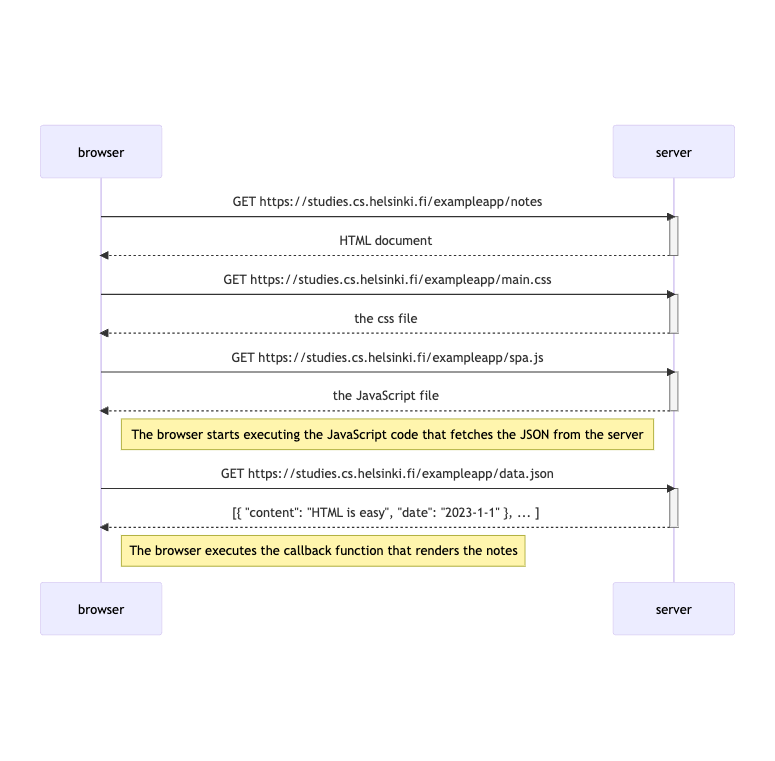 browser
server
GET https://studies.cs.helsinki.fi/exampleapp/notes
HTML document
GET https://studies.cs.helsinki.fi/exampleapp/main.css
the css file
GET https://studies.cs.helsinki.fi/exampleapp/spa.js
the JavaScript file
The browser starts executing the JavaScript code that fetches the JSON from the server
GET https://studies.cs.helsinki.fi/exampleapp/data.json
[{ "content": "HTML is easy", "date": "2023-1-1" }, ... ]
The browser executes the callback function that renders the notes
browser
server